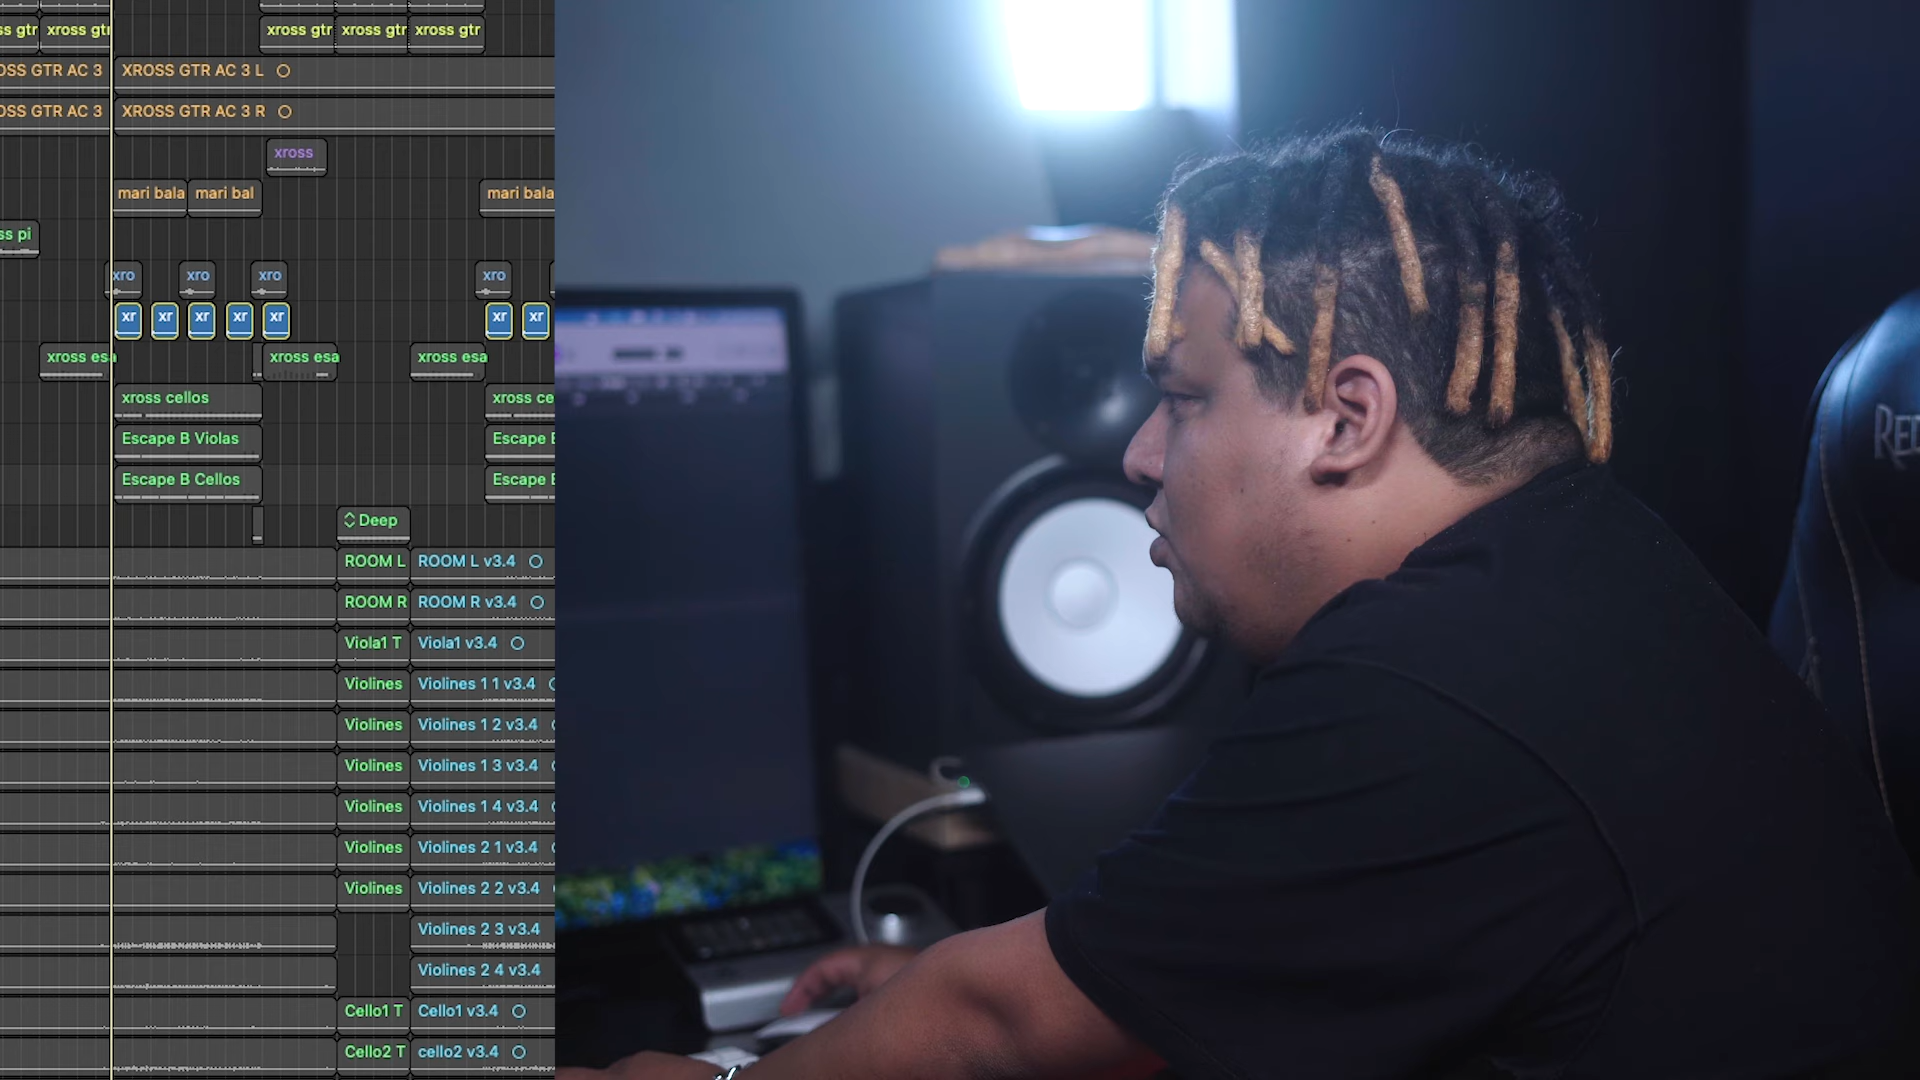 ss gtr xross gtr xross gtr xross gtr xross gtr
OSS GTR AC 3 XROSS GTR AC 3 L
OSS GTR AC 3 XROSS GTR AC 3 R
xross
mari bala mari bal mari bala
ss pi
xro xro xro xro
xr xr xr xr xr xr xr
xross esa xross esa xross esa
xross cellos xross ce
Escape B Violas Escape B
Escape B Cellos Escape B
Deep
ROOM L ROOM L v3.4
ROOM R ROOM R v3.4
Viola1 T Viola1 v3.4
Violines Violines 1 1 v3.4
Violines Violines 1 2 v3.4
Violines Violines 1 3 v3.4
Violines Violines 1 4 v3.4
Violines Violines 2 1 v3.4
Violines Violines 2 2 v3.4
Violines 2 3 v3.4
Violines 2 4 v3.4
Cello1 T Cello1 v3.4
Cello2 T cello2 v3.4